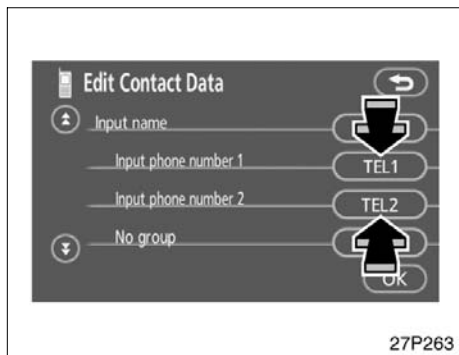 Edit Contact Data
Input name
Input phone number 1 TEL1
Input phone number 2 TEL2
No group
OK
27P263